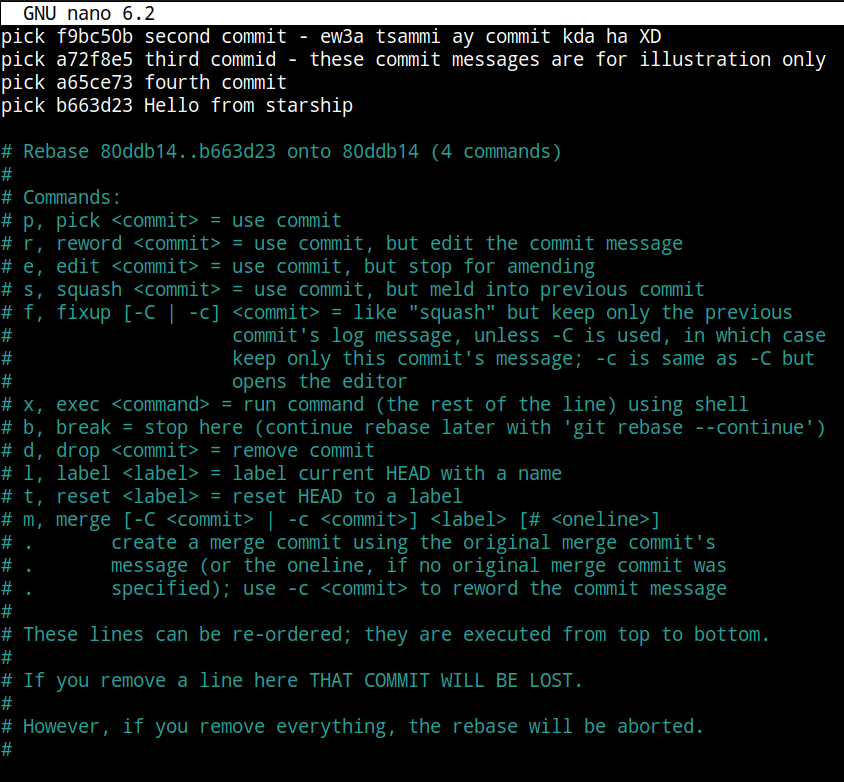 GNU nano 6.2
pick f9bc50b second commit - ew3a tsammi ay commit kda ha XD
pick a72f8e5 third commid - these commit messages are for illustration only
pick a65ce73 fourth commit
pick b663d23 Hello from starship
# Rebase 80ddb14..b663d23 onto 80ddb14 (4 commands)
#
# Commands:
# p, pick <commit> = use commit
# r, reword <commit> = use commit, but edit the commit message
# e, edit <commit> = use commit, but stop for amending
# s, squash <commit> = use commit, but meld into previous commit
# f, fixup [-C | -c] <commit> = like "squash" but keep only the previous
#                    commit's log message, unless -C is used, in which case
#                    keep only this commit's message; -c is same as -C but
#                    opens the editor
# x, exec <command> = run command (the rest of the line) using shell
# b, break = stop here (continue rebase later with 'git rebase --continue')
# d, drop <commit> = remove commit
# l, label <label> = label current HEAD with a name
# t, reset <label> = reset HEAD to a label
# m, merge [-C <commit> | -c <commit>] <label> [# <oneline>]
# .       create a merge commit using the original merge commit's
# .       message (or the oneline, if no original merge commit was
# .       specified); use -c <commit> to reword the commit message
#
# These lines can be re-ordered; they are executed from top to bottom.
#
# If you remove a line here THAT COMMIT WILL BE LOST.
#
# However, if you remove everything, the rebase will be aborted.
#